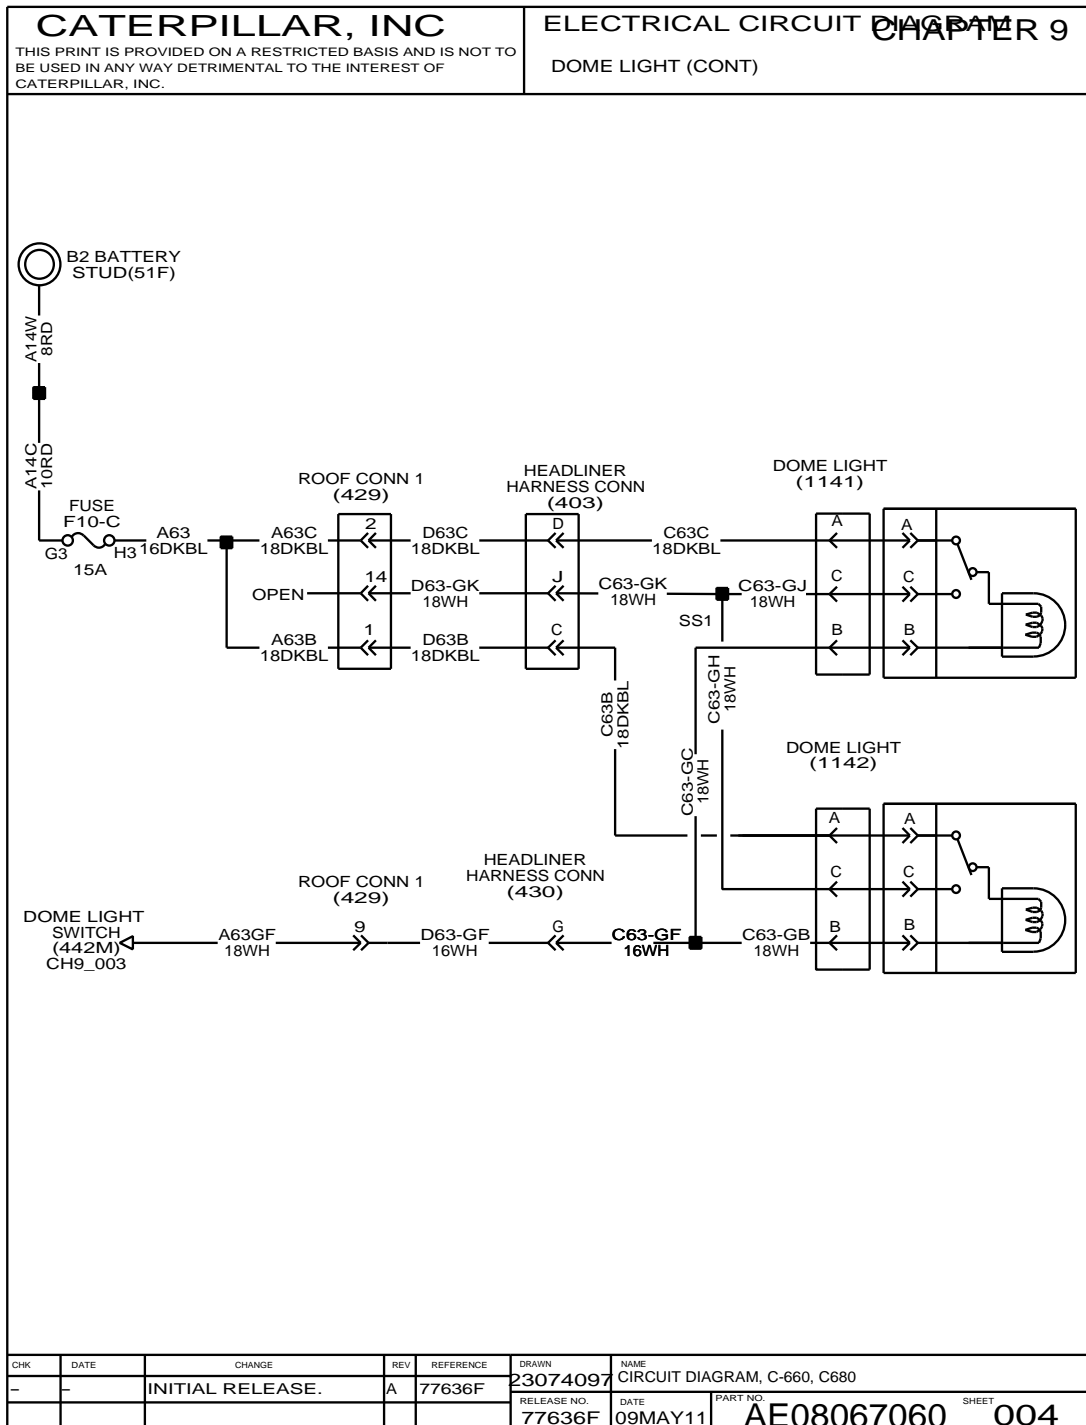 CATERPILLAR, INC
THIS PRINT IS PROVIDED ON A RESTRICTED BASIS AND IS NOT TO
BE USED IN ANY WAY DETRIMENTAL TO THE INTEREST OF
CATERPILLAR, INC.
ELECTRICAL CIRCUIT DIAGRAM
CHAPTER 9
DOME LIGHT (CONT)
B2 BATTERY
STUD(51F)
A14W
8RD
A14C
10RD
FUSE
F10-C
G3
H3
15A
A63
16DKBL
A63C
18DKBL
OPEN
A63B
18DKBL
ROOF CONN 1
(429)
2
14
1
D63C
18DKBL
D63-GK
18WH
D63B
18DKBL
HEADLINER
HARNESS CONN
(403)
D
J
C
C63C
18DKBL
C63-GK
18WH
SS1
C63-GJ
18WH
C63B
18DKBL
C63-GH
18WH
C63-GC
18WH
DOME LIGHT
(1141)
A
A
C
C
B
B
DOME LIGHT
(1142)
A
A
C
C
B
B
DOME LIGHT
SWITCH
(442M)
CH9_003
A63GF
18WH
ROOF CONN 1
(429)
9
D63-GF
16WH
HEADLINER
HARNESS CONN
(430)
G
C63-GF
16WH
C63-GB
18WH
CHK DATE CHANGE REV REFERENCE
– – INITIAL RELEASE. A 77636F
DRAWN
23074097
NAME
CIRCUIT DIAGRAM, C-660, C680
RELEASE NO.
77636F
DATE
09MAY11
PART NO.
AE08067060
SHEET
004